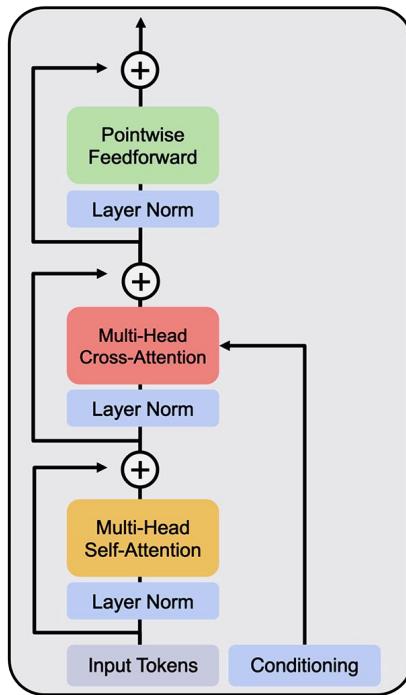 +
Pointwise
Feedforward
Layer Norm
+
Multi-Head
Cross-Attention
Layer Norm
+
Multi-Head
Self-Attention
Layer Norm
Input Tokens
Conditioning